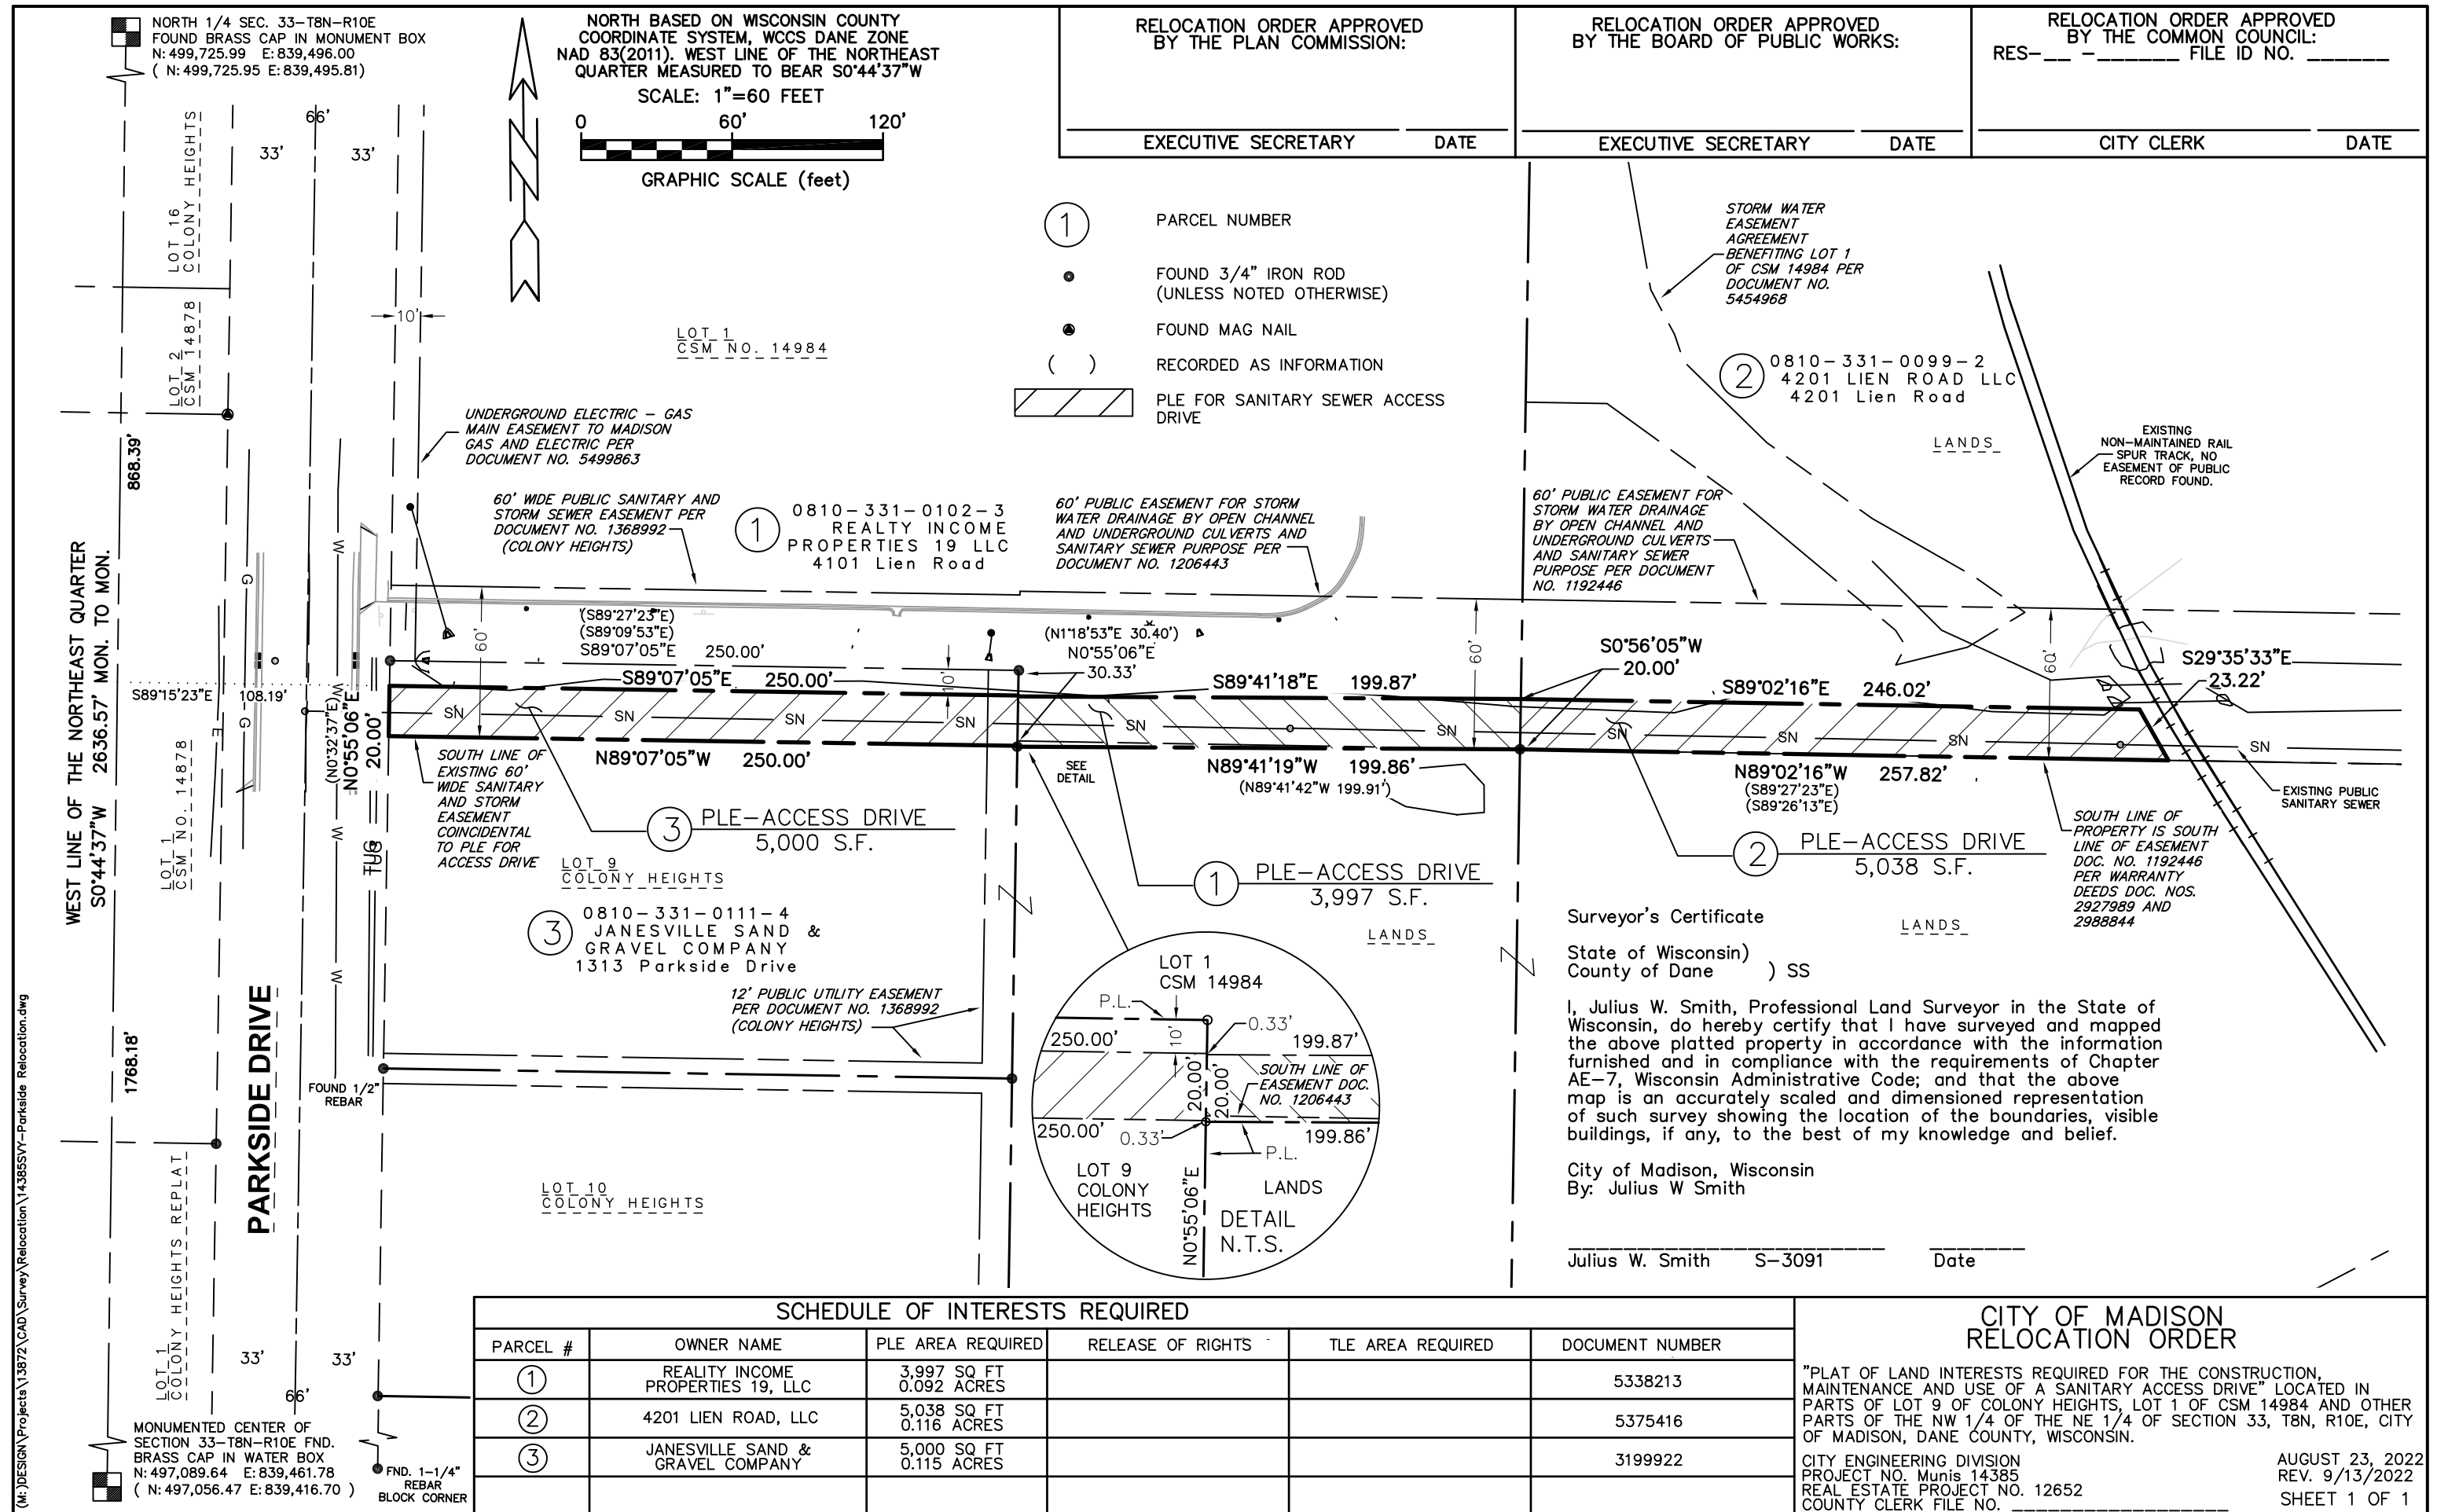 NORTH 1/4 SEC. 33-T8N-R10E
FOUND BRASS CAP IN MONUMENT BOX
N: 499,725.99 E: 839,496.00
( N: 499,725.95 E: 839,495.81)
NORTH BASED ON WISCONSIN COUNTY
COORDINATE SYSTEM, WCCS DANE ZONE
NAD 83(2011). WEST LINE OF THE NORTHEAST
QUARTER MEASURED TO BEAR S0°44'37"W
SCALE: 1"=60 FEET
0 60' 120'
GRAPHIC SCALE (feet)
RELOCATION ORDER APPROVED
BY THE PLAN COMMISSION:
EXECUTIVE SECRETARY DATE
RELOCATION ORDER APPROVED
BY THE BOARD OF PUBLIC WORKS:
EXECUTIVE SECRETARY DATE
RELOCATION ORDER APPROVED
BY THE COMMON COUNCIL:
RES-__ -______ FILE ID NO. ______
CITY CLERK DATE
66'
33' 33'
LOT 16
COLONY HEIGHTS
LOT 2
CSM 14878
10'
LOT 1
CSM NO. 14984
1 PARCEL NUMBER
FOUND 3/4" IRON ROD
(UNLESS NOTED OTHERWISE)
FOUND MAG NAIL
( ) RECORDED AS INFORMATION
PLE FOR SANITARY SEWER ACCESS
DRIVE
STORM WATER
EASEMENT
AGREEMENT
BENEFITING LOT 1
OF CSM 14984 PER
DOCUMENT NO.
5454968
2 0810-331-0099-2
4201 LIEN ROAD LLC
4201 Lien Road
LANDS
EXISTING
NON-MAINTAINED RAIL
SPUR TRACK, NO
EASEMENT OF PUBLIC
RECORD FOUND.
UNDERGROUND ELECTRIC - GAS
MAIN EASEMENT TO MADISON
GAS AND ELECTRIC PER
DOCUMENT NO. 5499863
868.39'
60' WIDE PUBLIC SANITARY AND
STORM SEWER EASEMENT PER
DOCUMENT NO. 1368992
(COLONY HEIGHTS)
1 0810-331-0102-3
REALTY INCOME
PROPERTIES 19 LLC
4101 Lien Road
60' PUBLIC EASEMENT FOR STORM
WATER DRAINAGE BY OPEN CHANNEL
AND UNDERGROUND CULVERTS AND
SANITARY SEWER PURPOSE PER
DOCUMENT NO. 1206443
60' PUBLIC EASEMENT FOR
STORM WATER DRAINAGE
BY OPEN CHANNEL AND
UNDERGROUND CULVERTS
AND SANITARY SEWER
PURPOSE PER DOCUMENT
NO. 1192446
WEST LINE OF THE NORTHEAST QUARTER
S0°44'37"W 2636.57' MON. TO MON.
G
W
60'
(S89°27'23"E)
(S89°09'53"E)
S89°07'05"E 250.00'
(N1°18'53"E 30.40')
N0°55'06"E
30.33'
60'
S0°56'05"W
20.00'
60'
S29°35'33"E
23.22'
S89°15'23"E 108.19'
W
S89°07'05"E 250.00'
10'
S89°41'18"E 199.87'
S89°02'16"E 246.02'
G
E
(N0°32'37"E)
N0°55'06"E
20.00'
SN SN SN SN SN SN SN SN SN SN
N89°07'05"W 250.00'
SEE
DETAIL
N89°41'19"W 199.86'
(N89°41'42"W 199.91')
N89°02'16"W 257.82'
(S89°27'23"E)
(S89°26'13"E)
EXISTING PUBLIC
SANITARY SEWER
SOUTH LINE OF
EXISTING 60'
WIDE SANITARY
AND STORM
EASEMENT
COINCIDENTAL
TO PLE FOR
ACCESS DRIVE
3 PLE-ACCESS DRIVE
5,000 S.F.
1 PLE-ACCESS DRIVE
3,997 S.F.
2 PLE-ACCESS DRIVE
5,038 S.F.
SOUTH LINE OF
PROPERTY IS SOUTH
LINE OF EASEMENT
DOC. NO. 1192446
PER WARRANTY
DEEDS DOC. NOS.
2927989 AND
2988844
LOT 1
CSM NO. 14878
W
TUG
TUG
W
LOT 9
COLONY HEIGHTS
3 0810-331-0111-4
JANESVILLE SAND &
GRAVEL COMPANY
1313 Parkside Drive
LANDS
LANDS
12' PUBLIC UTILITY EASEMENT
PER DOCUMENT NO. 1368992
(COLONY HEIGHTS)
1768.18'
PARKSIDE DRIVE
FOUND 1/2"
REBAR
LOT 1
CSM 14984
P.L.
10'
0.33'
250.00' 199.87'
20.00'
20.00'
SOUTH LINE OF
EASEMENT DOC.
NO. 1206443
250.00' 0.33' 199.86'
P.L.
LOT 9
COLONY
HEIGHTS
N0°55'06"E
LANDS
DETAIL
N.T.S.
Surveyor's Certificate
State of Wisconsin)
County of Dane ) SS
I, Julius W. Smith, Professional Land Surveyor in the State of
Wisconsin, do hereby certify that I have surveyed and mapped
the above platted property in accordance with the information
furnished and in compliance with the requirements of Chapter
AE-7, Wisconsin Administrative Code; and that the above
map is an accurately scaled and dimensioned representation
of such survey showing the location of the boundaries, visible
buildings, if any, to the best of my knowledge and belief.
City of Madison, Wisconsin
By: Julius W Smith
Julius W. Smith S-3091 Date
LOT 10
COLONY HEIGHTS
LOT 1
COLONY HEIGHTS REPLAT
33' 33'
66'
MONUMENTED CENTER OF
SECTION 33-T8N-R10E FND.
BRASS CAP IN WATER BOX
N: 497,089.64 E: 839,461.78
( N: 497,056.47 E: 839,416.70 )
FND. 1-1/4"
REBAR
BLOCK CORNER
(M:)DESIGN\Projects\13872\CAD\Survey\Relocation\14385SVY-Parkside Relocation.dwg
SCHEDULE OF INTERESTS REQUIRED
PARCEL # OWNER NAME PLE AREA REQUIRED RELEASE OF RIGHTS TLE AREA REQUIRED DOCUMENT NUMBER
1 REALITY INCOME PROPERTIES 19, LLC 3,997 SQ FT 0.092 ACRES 5338213
2 4201 LIEN ROAD, LLC 5,038 SQ FT 0.116 ACRES 5375416
3 JANESVILLE SAND & GRAVEL COMPANY 5,000 SQ FT 0.115 ACRES 3199922
CITY OF MADISON
RELOCATION ORDER
"PLAT OF LAND INTERESTS REQUIRED FOR THE CONSTRUCTION,
MAINTENANCE AND USE OF A SANITARY ACCESS DRIVE" LOCATED IN
PARTS OF LOT 9 OF COLONY HEIGHTS, LOT 1 OF CSM 14984 AND OTHER
PARTS OF THE NW 1/4 OF THE NE 1/4 OF SECTION 33, T8N, R10E, CITY
OF MADISON, DANE COUNTY, WISCONSIN.
CITY ENGINEERING DIVISION
PROJECT NO. Munis 14385
REAL ESTATE PROJECT NO. 12652
COUNTY CLERK FILE NO. ____________
AUGUST 23, 2022
REV. 9/13/2022
SHEET 1 OF 1